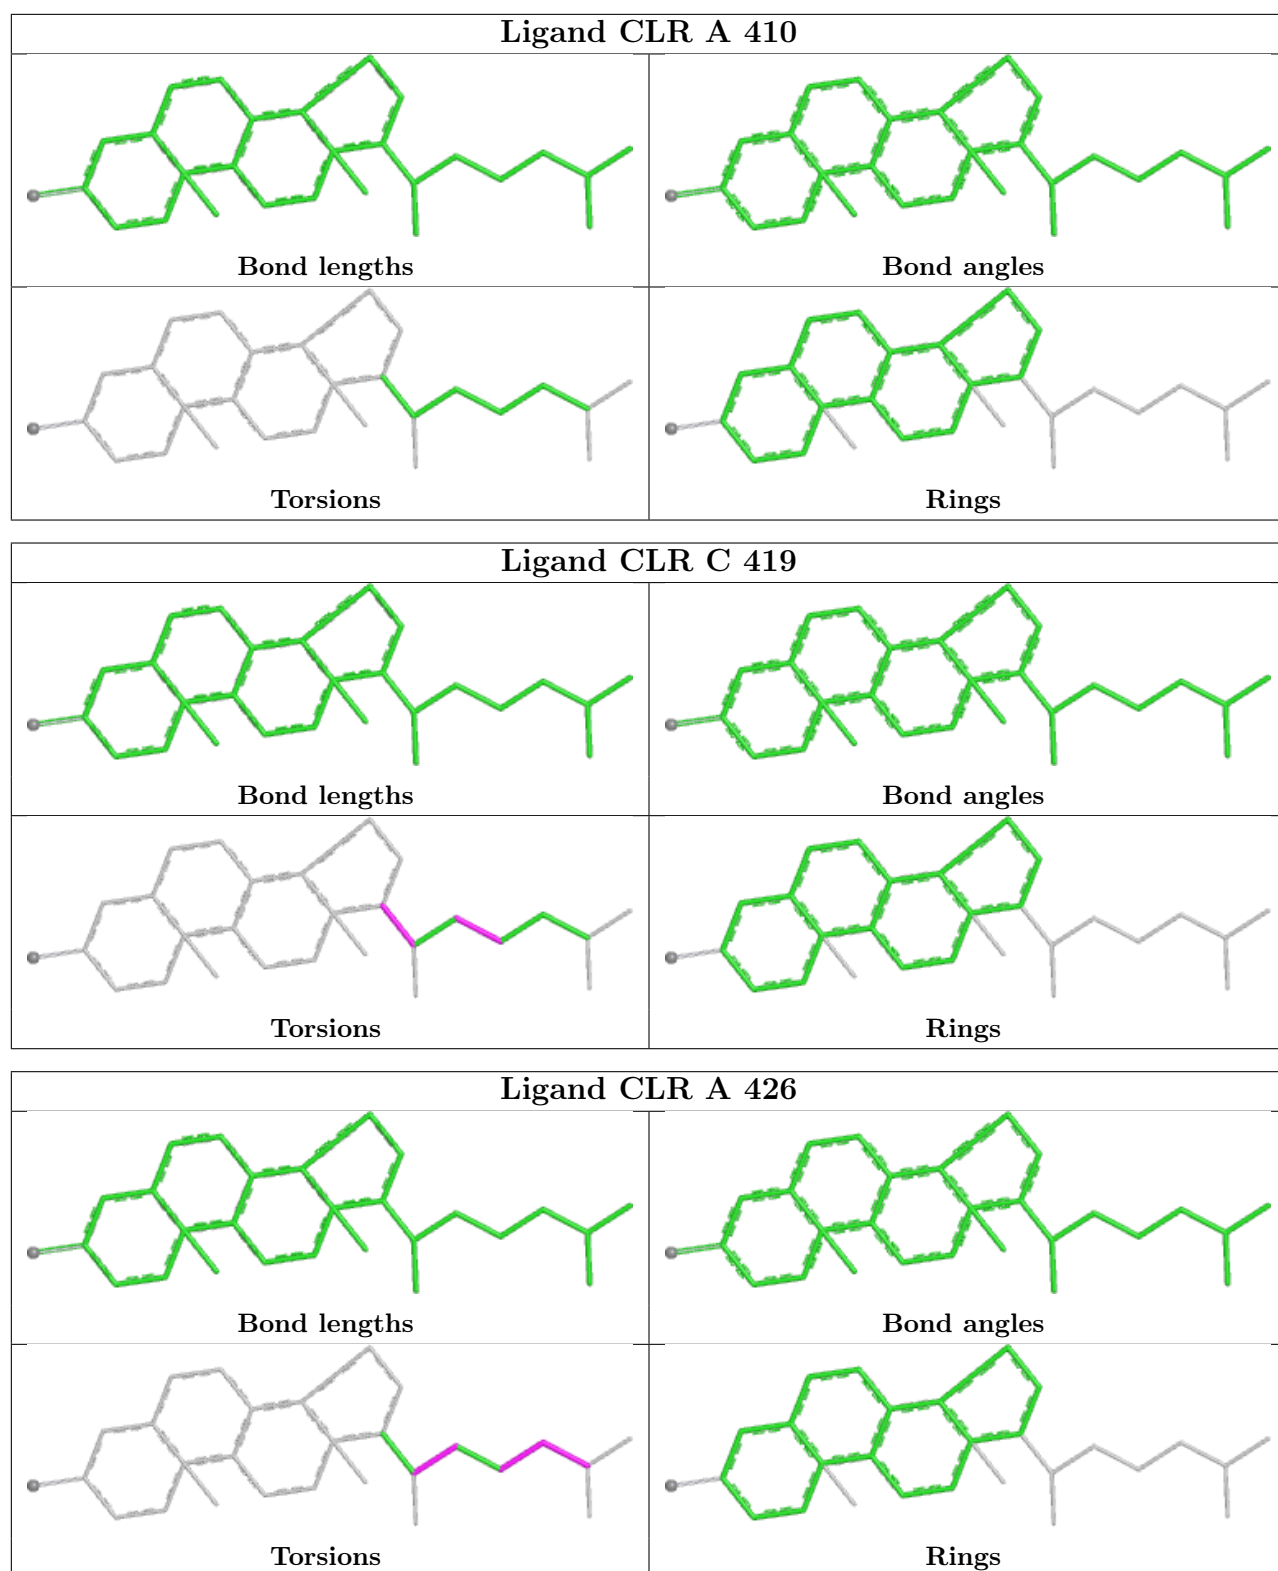 Ligand CLR A 410
Bond lengths
Bond angles
Torsions
Rings
Ligand CLR C 419
Bond lengths
Bond angles
Torsions
Rings
Ligand CLR A 426
Bond lengths
Bond angles
Torsions
Rings